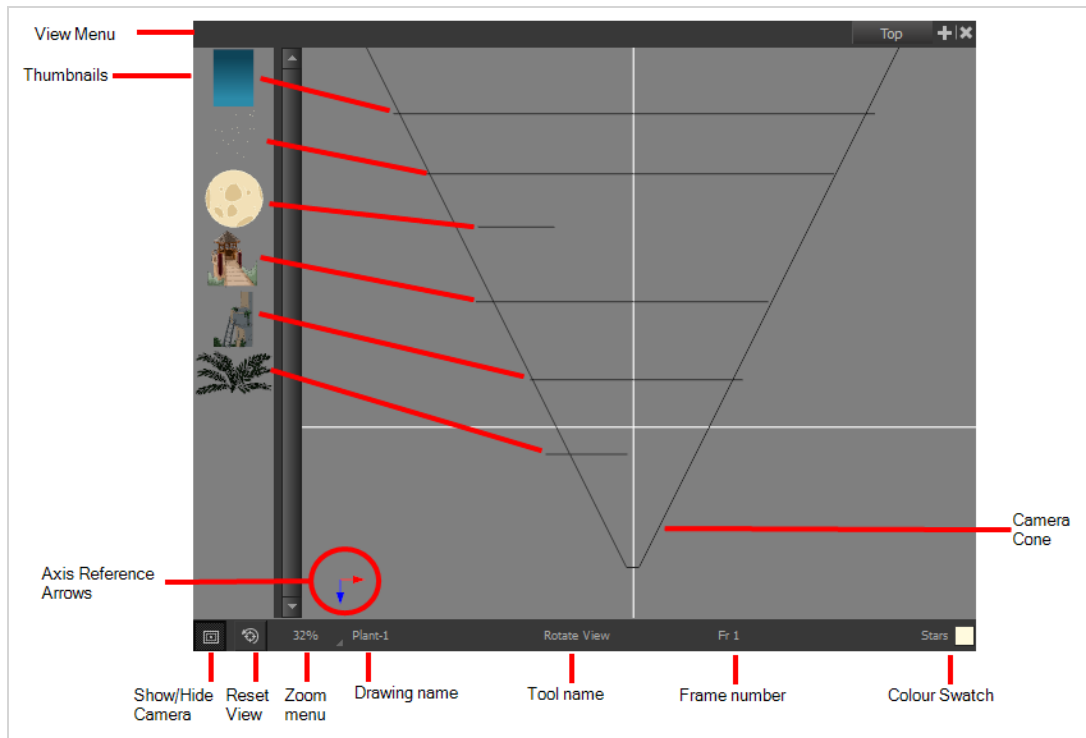 View Menu
Top
Thumbnails
Camera
Cone
Axis Reference
Arrows
32%
Plant-1
Rotate View
Fr 1
Stars
Show/Hide
Camera
Reset
View
Zoom
menu
Drawing name
Tool name
Frame number
Colour Swatch